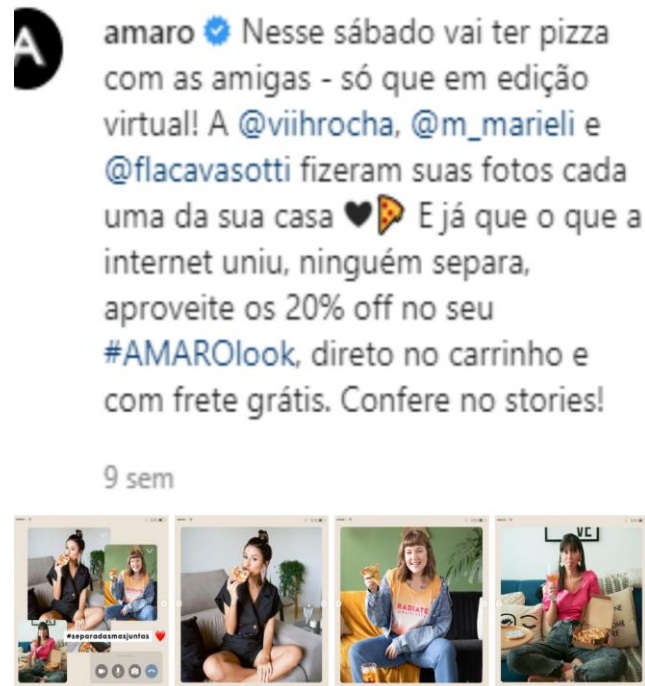 A
amaro Nesse sábado vai ter pizza
com as amigas - só que em edição
virtual! A @viihrocha, @m_marieli e
@flacavasotti fizeram suas fotos cada
uma da sua casa 🖤🍕 E já que o que a
internet uniu, ninguém separa,
aproveite os 20% off no seu
#AMAROlook, direto no carrinho e
com frete grátis. Confere no stories!
9 sem
#separadasmasjuntas ❤️
RADIATE
VE